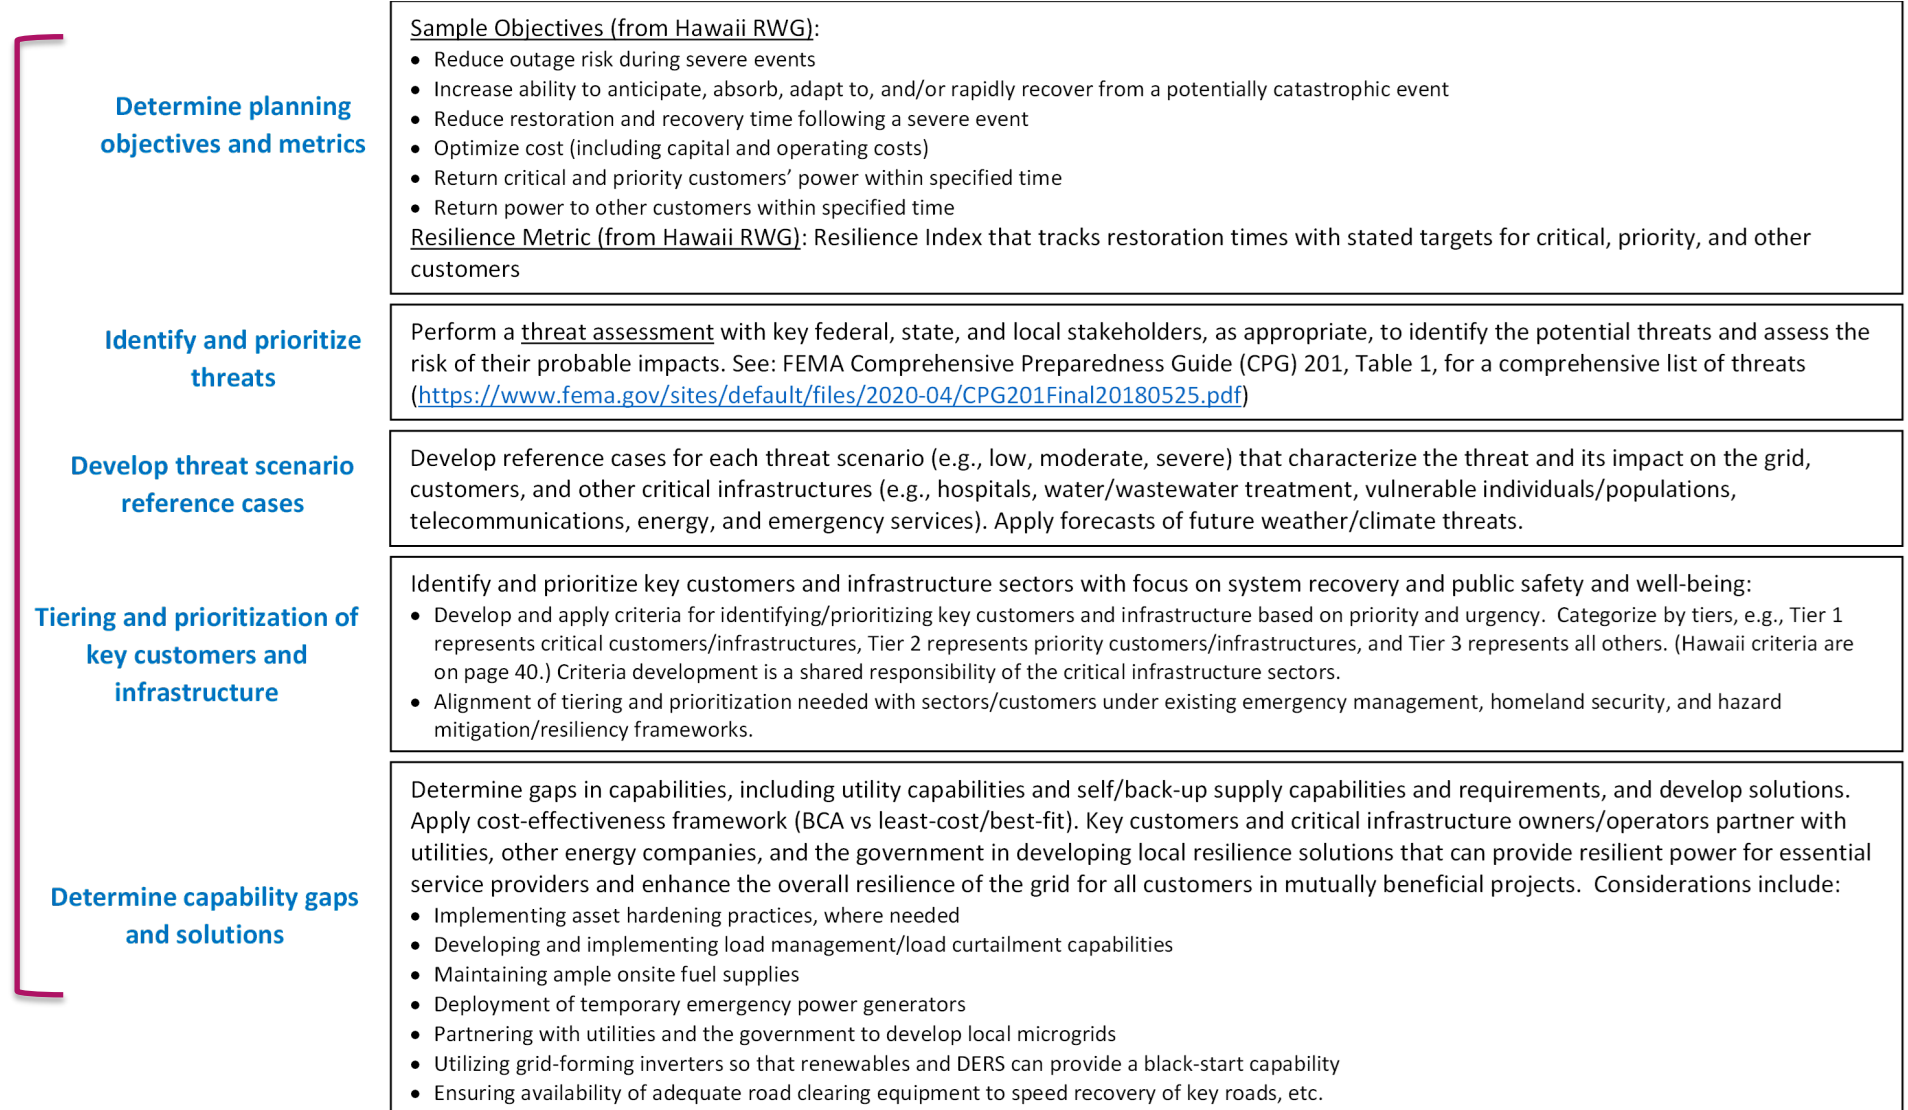 Determine planning
objectives and metrics
Sample Objectives (from Hawaii RWG):
• Reduce outage risk during severe events
• Increase ability to anticipate, absorb, adapt to, and/or rapidly recover from a potentially catastrophic event
• Reduce restoration and recovery time following a severe event
• Optimize cost (including capital and operating costs)
• Return critical and priority customers’ power within specified time
• Return power to other customers within specified time
Resilience Metric (from Hawaii RWG): Resilience Index that tracks restoration times with stated targets for critical, priority, and other
customers
Identify and prioritize
threats
Perform a threat assessment with key federal, state, and local stakeholders, as appropriate, to identify the potential threats and assess the
risk of their probable impacts. See: FEMA Comprehensive Preparedness Guide (CPG) 201, Table 1, for a comprehensive list of threats
(https://www.fema.gov/sites/default/files/2020-04/CPG201Final20180525.pdf)
Develop threat scenario
reference cases
Develop reference cases for each threat scenario (e.g., low, moderate, severe) that characterize the threat and its impact on the grid,
customers, and other critical infrastructures (e.g., hospitals, water/wastewater treatment, vulnerable individuals/populations,
telecommunications, energy, and emergency services). Apply forecasts of future weather/climate threats.
Tiering and prioritization of
key customers and
infrastructure
Identify and prioritize key customers and infrastructure sectors with focus on system recovery and public safety and well-being:
• Develop and apply criteria for identifying/prioritizing key customers and infrastructure based on priority and urgency.  Categorize by tiers, e.g., Tier 1
represents critical customers/infrastructures, Tier 2 represents priority customers/infrastructures, and Tier 3 represents all others. (Hawaii criteria are
on page 40.) Criteria development is a shared responsibility of the critical infrastructure sectors.
• Alignment of tiering and prioritization needed with sectors/customers under existing emergency management, homeland security, and hazard
mitigation/resiliency frameworks.
Determine capability gaps
and solutions
Determine gaps in capabilities, including utility capabilities and self/back-up supply capabilities and requirements, and develop solutions.
Apply cost-effectiveness framework (BCA vs least-cost/best-fit). Key customers and critical infrastructure owners/operators partner with
utilities, other energy companies, and the government in developing local resilience solutions that can provide resilient power for essential
service providers and enhance the overall resilience of the grid for all customers in mutually beneficial projects.  Considerations include:
• Implementing asset hardening practices, where needed
• Developing and implementing load management/load curtailment capabilities
• Maintaining ample onsite fuel supplies
• Deployment of temporary emergency power generators
• Partnering with utilities and the government to develop local microgrids
• Utilizing grid-forming inverters so that renewables and DERS can provide a black-start capability
• Ensuring availability of adequate road clearing equipment to speed recovery of key roads, etc.